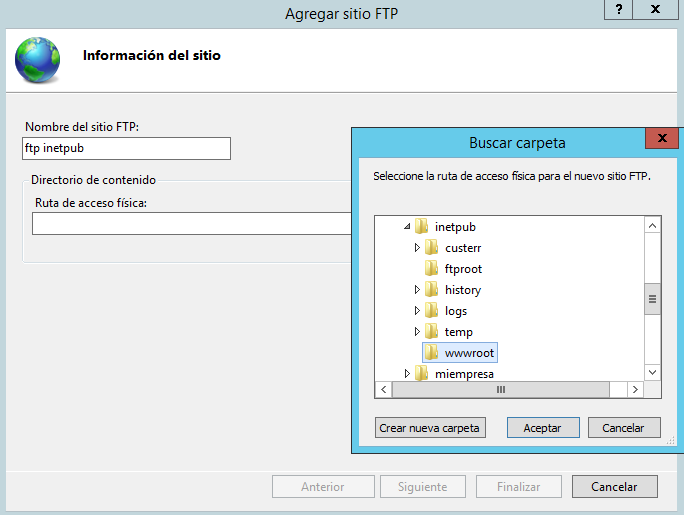 Agregar sitio FTP
? X
Información del sitio
Nombre del sitio FTP:
ftp inetpub
Directorio de contenido
Ruta de acceso física:
Buscar carpeta
X
Seleccione la ruta de acceso física para el nuevo sitio FTP.
inetpub
custerr
ftproot
history
logs
temp
wwwroot
miempresa
Crear nueva carpeta Aceptar Cancelar
Anterior Siguiente Finalizar Cancelar